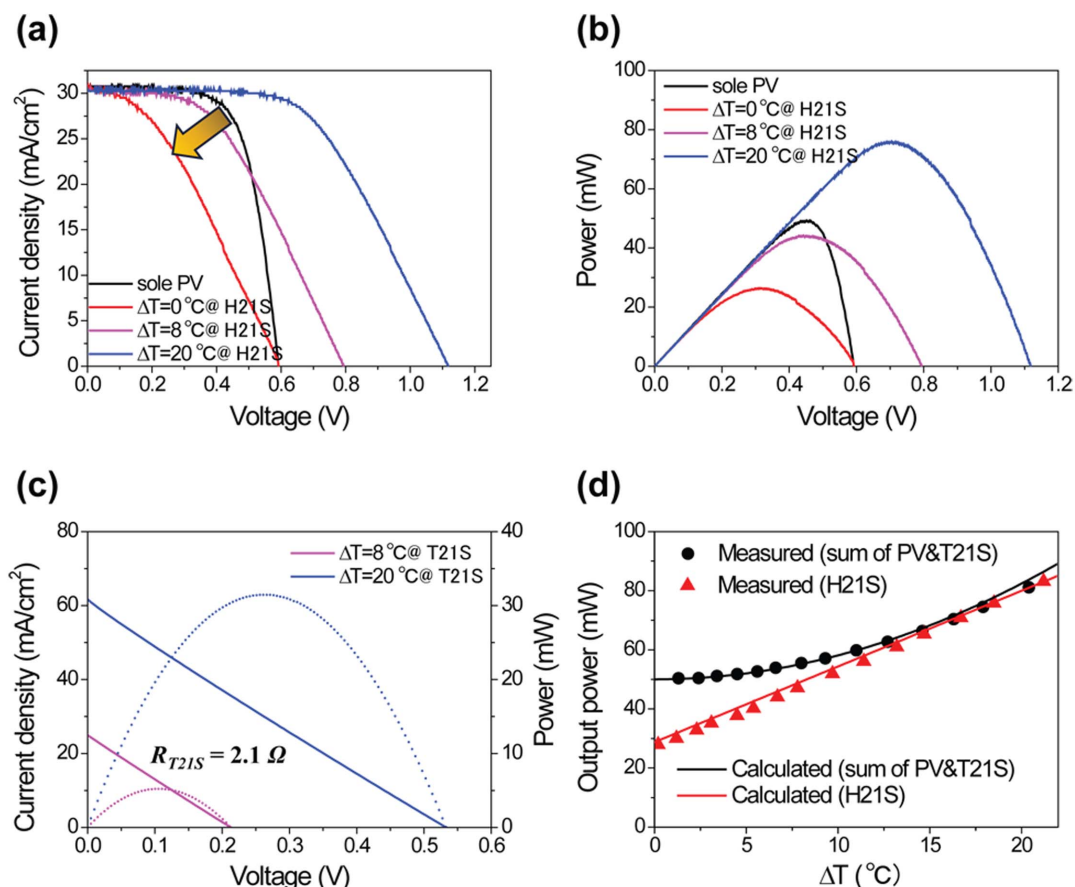 (a)
Current density (mA/cm²)
30
25
20
15
10
5
0
sole PV
ΔT=0°C@ H21S
ΔT=8°C@ H21S
ΔT=20°C@ H21S
0.0 0.2 0.4 0.6 0.8 1.0 1.2
Voltage (V)
(b)
Power (mW)
100
80
60
40
20
0
sole PV
ΔT=0°C@ H21S
ΔT=8°C@ H21S
ΔT=20°C@ H21S
0.0 0.2 0.4 0.6 0.8 1.0 1.2
Voltage (V)
(c)
Current density (mA/cm²)
80
60
40
20
0
ΔT=8°C@ T21S
ΔT=20°C@ T21S
R_T21S = 2.1 Ω
40
30
20
10
0
Power (mW)
0.0 0.1 0.2 0.3 0.4 0.5 0.6
Voltage (V)
(d)
Output power (mW)
100
80
60
40
20
0
Measured (sum of PV&T21S)
Measured (H21S)
Calculated (sum of PV&T21S)
Calculated (H21S)
0 5 10 15 20
ΔT (°C)